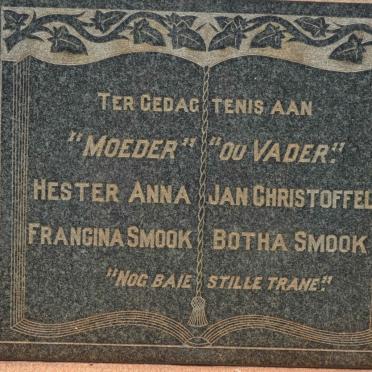 TER GEDAGTENIS AAN
"MOEDER" "OU VADER".
HESTER ANNA JAN CHRISTOFFEL
FRANCINA SMOOK BOTHA SMOOK
"NOG BAIE STILLE TRANE".